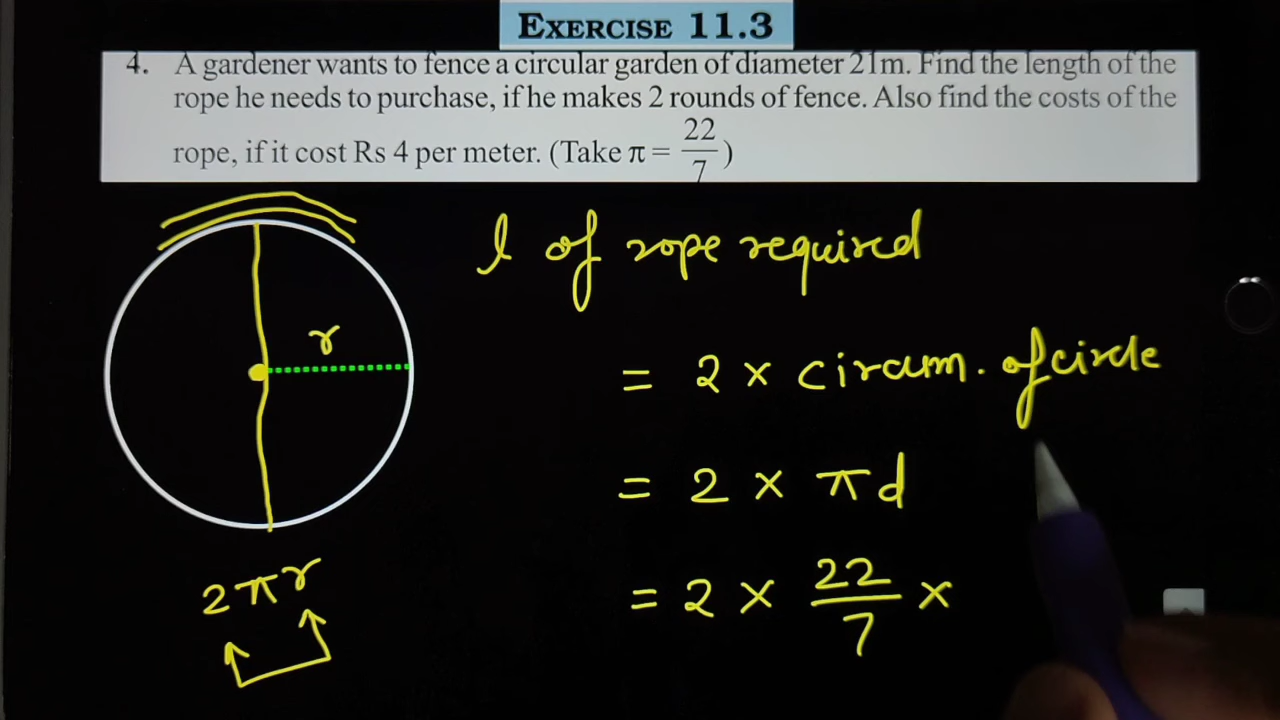 EXERCISE 11.3
4. A gardener wants to fence a circular garden of diameter 21m. Find the length of the
rope he needs to purchase, if he makes 2 rounds of fence. Also find the costs of the
rope, if it cost Rs 4 per meter. (Take π = 22/7)
r
l of rope required
= 2 × circum. of circle
= 2 × πd
= 2 × 22/7 ×
2πr